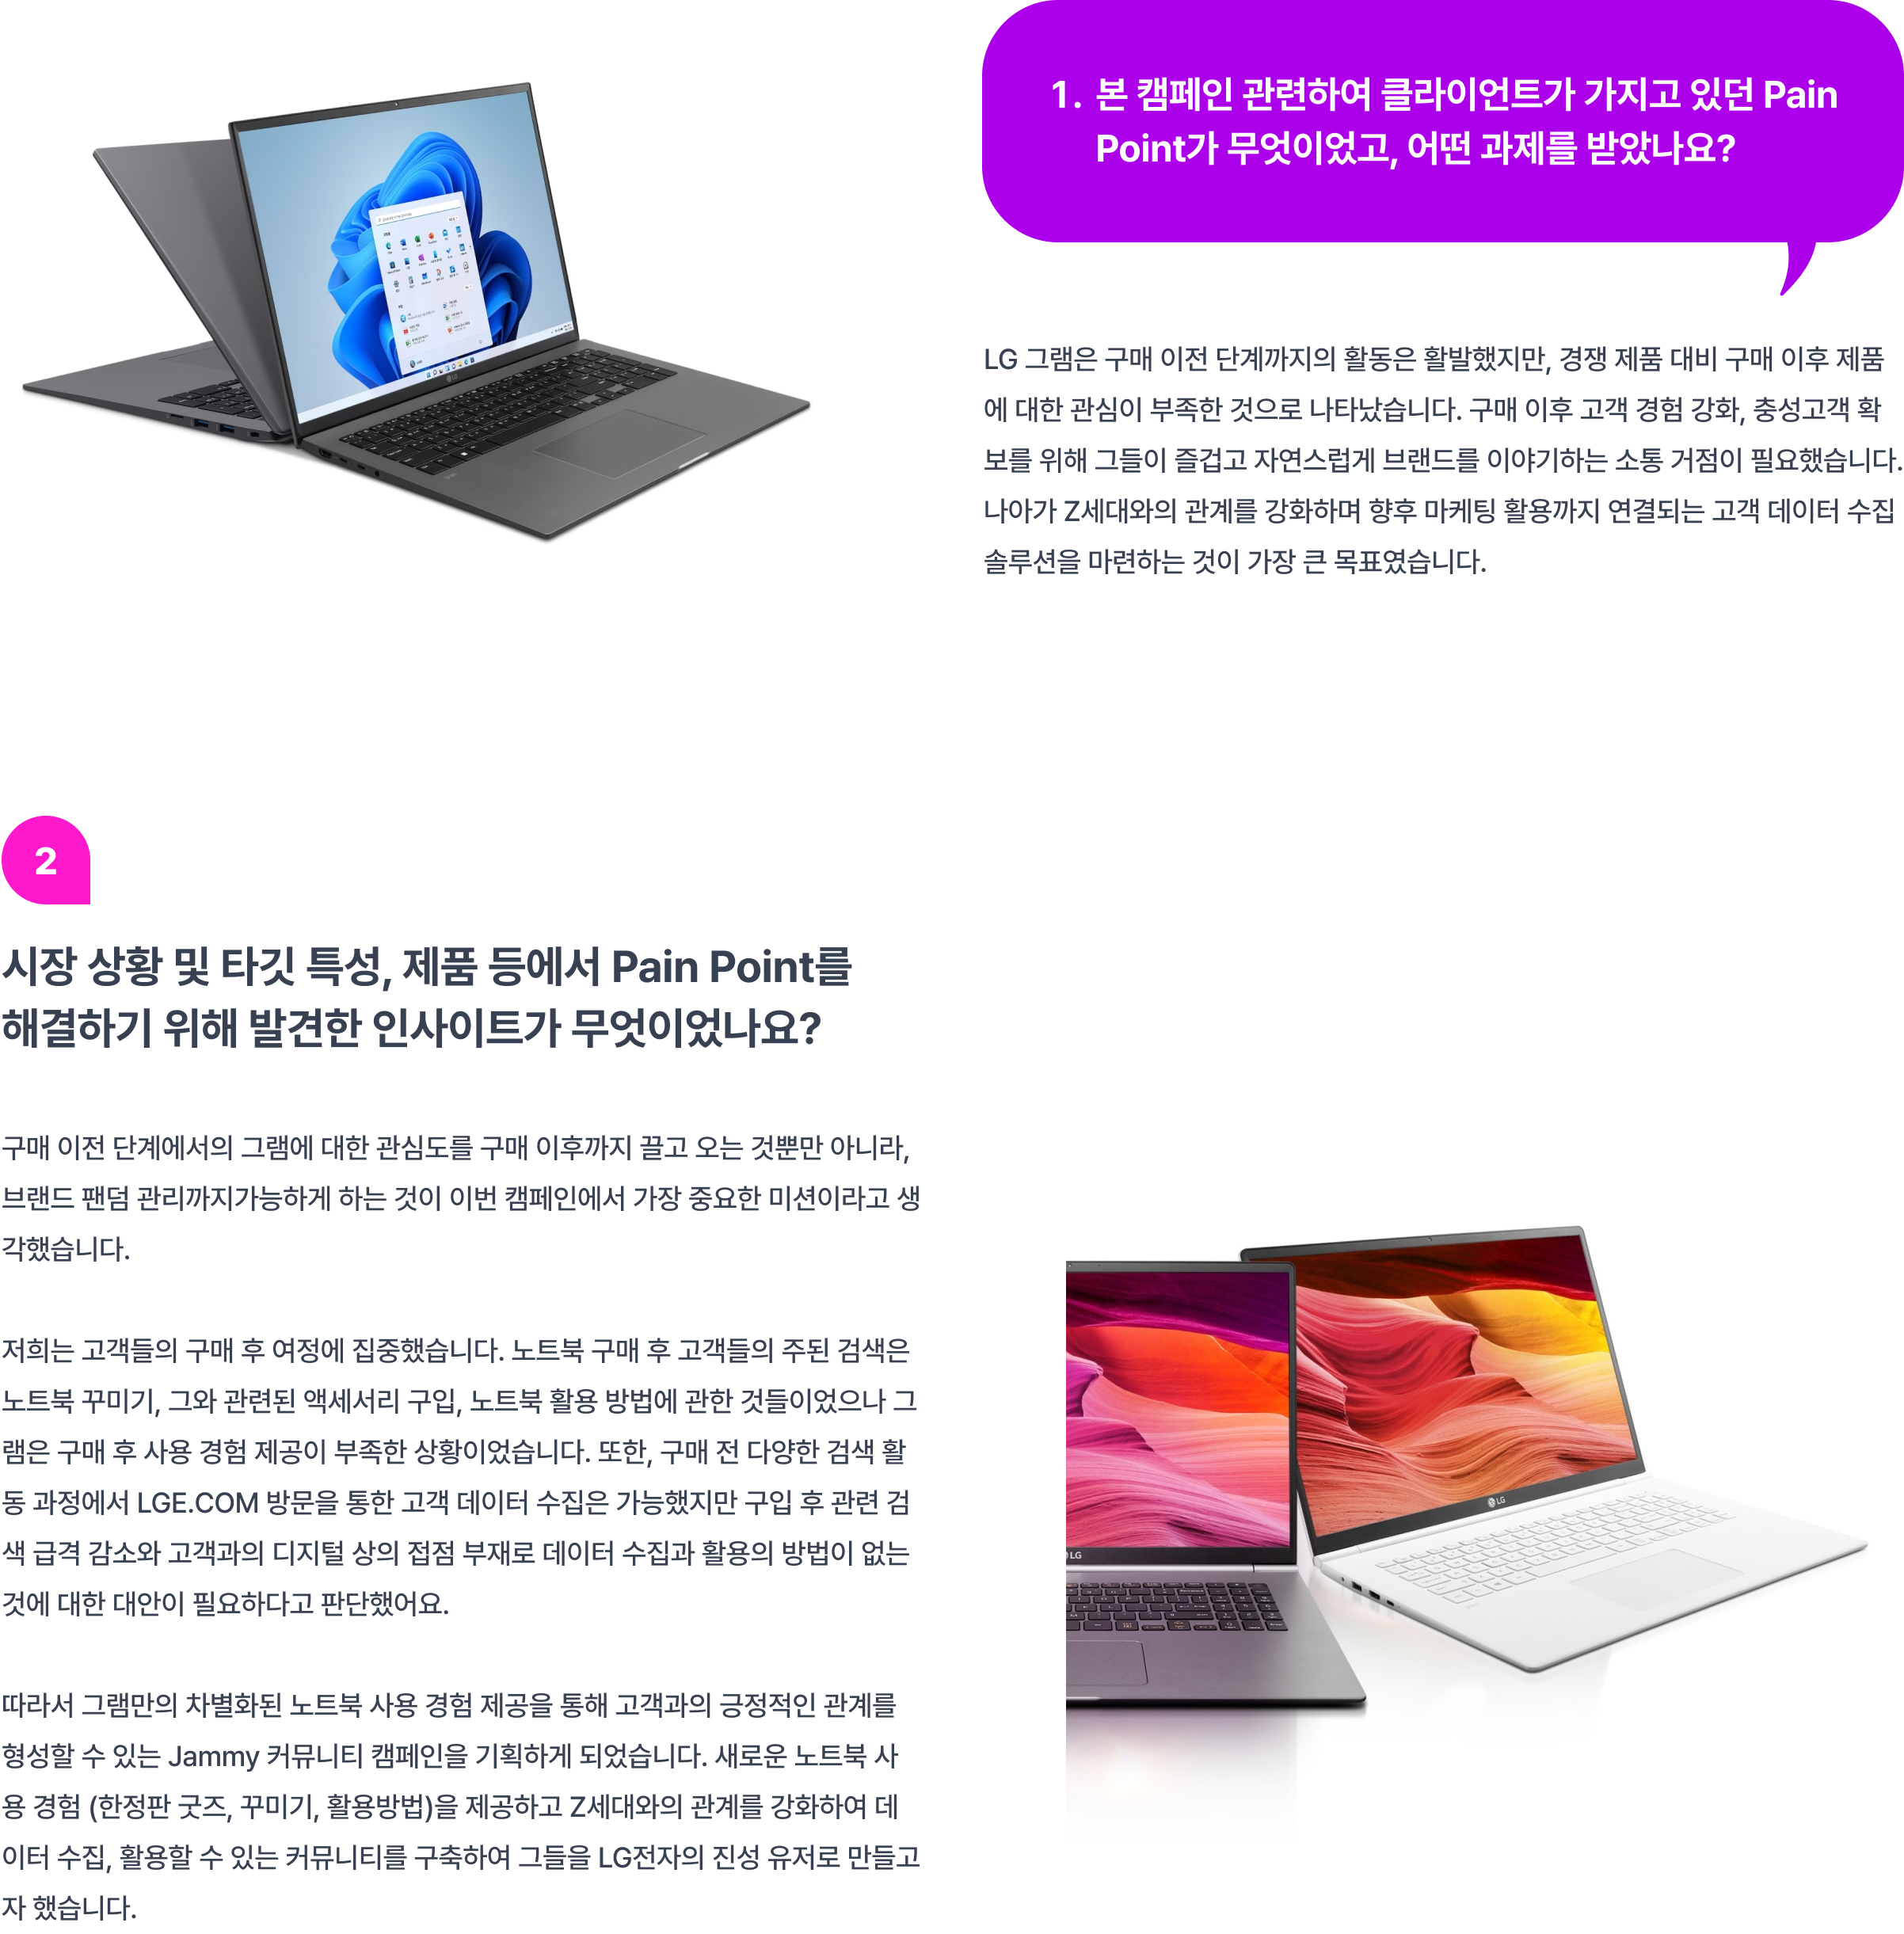 1. 본 캠페인 관련하여 클라이언트가 가지고 있던 Pain
Point가 무엇이었고, 어떤 과제를 받았나요?
LG 그램은 구매 이전 단계까지의 활동은 활발했지만, 경쟁 제품 대비 구매 이후 제품
에 대한 관심이 부족한 것으로 나타났습니다. 구매 이후 고객 경험 강화, 충성고객 확
보를 위해 그들이 즐겁고 자연스럽게 브랜드를 이야기하는 소통 거점이 필요했습니다.
나아가 Z세대와의 관계를 강화하며 향후 마케팅 활용까지 연결되는 고객 데이터 수집
솔루션을 마련하는 것이 가장 큰 목표였습니다.
2
시장 상황 및 타깃 특성, 제품 등에서 Pain Point를
해결하기 위해 발견한 인사이트가 무엇이었나요?
구매 이전 단계에서의 그램에 대한 관심도를 구매 이후까지 끌고 오는 것뿐만 아니라,
브랜드 팬덤 관리까지가능하게 하는 것이 이번 캠페인에서 가장 중요한 미션이라고 생
각했습니다.
저희는 고객들의 구매 후 여정에 집중했습니다. 노트북 구매 후 고객들의 주된 검색은
노트북 꾸미기, 그와 관련된 액세서리 구입, 노트북 활용 방법에 관한 것들이었으나 그
램은 구매 후 사용 경험 제공이 부족한 상황이었습니다. 또한, 구매 전 다양한 검색 활
동 과정에서 LGE.COM 방문을 통한 고객 데이터 수집은 가능했지만 구입 후 관련 검
색 급격 감소와 고객과의 디지털 상의 접점 부재로 데이터 수집과 활용의 방법이 없는
것에 대한 대안이 필요하다고 판단했어요.
따라서 그램만의 차별화된 노트북 사용 경험 제공을 통해 고객과의 긍정적인 관계를
형성할 수 있는 Jammy 커뮤니티 캠페인을 기획하게 되었습니다. 새로운 노트북 사
용 경험 (한정판 굿즈, 꾸미기, 활용방법)을 제공하고 Z세대와의 관계를 강화하여 데
이터 수집, 활용할 수 있는 커뮤니티를 구축하여 그들을 LG전자의 진성 유저로 만들고
자 했습니다.
LG
LG